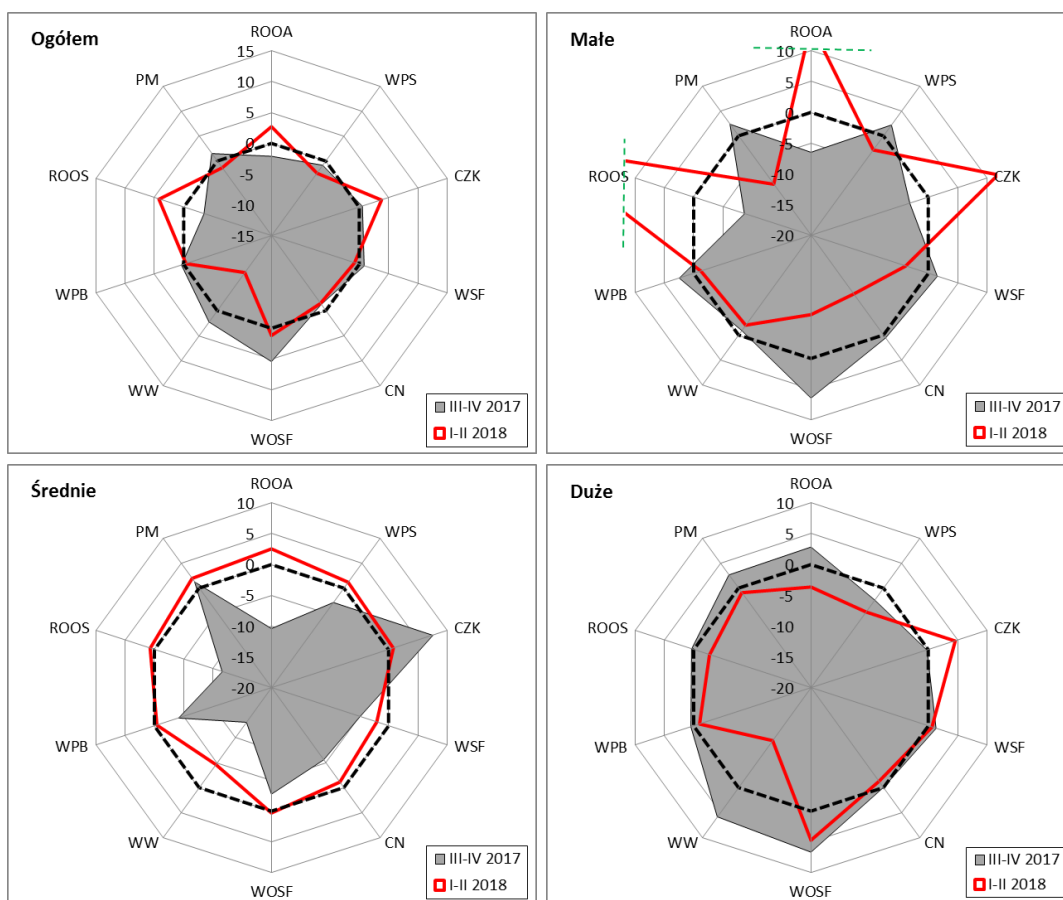 Ogółem
ROOA
WPS
CZK
WSF
CN
WOSF
WW
WPB
ROOS
PM
15
10
5
0
-5
-10
-15
III-IV 2017
I-II 2018
Małe
ROOA
WPS
CZK
WSF
CN
WOSF
WW
WPB
ROOS
PM
10
5
0
-5
-10
-15
-20
III-IV 2017
I-II 2018
Średnie
ROOA
WPS
CZK
WSF
CN
WOSF
WW
WPB
ROOS
PM
10
5
0
-5
-10
-15
-20
III-IV 2017
I-II 2018
Duże
ROOA
WPS
CZK
WSF
CN
WOSF
WW
WPB
ROOS
PM
10
5
0
-5
-10
-15
-20
III-IV 2017
I-II 2018